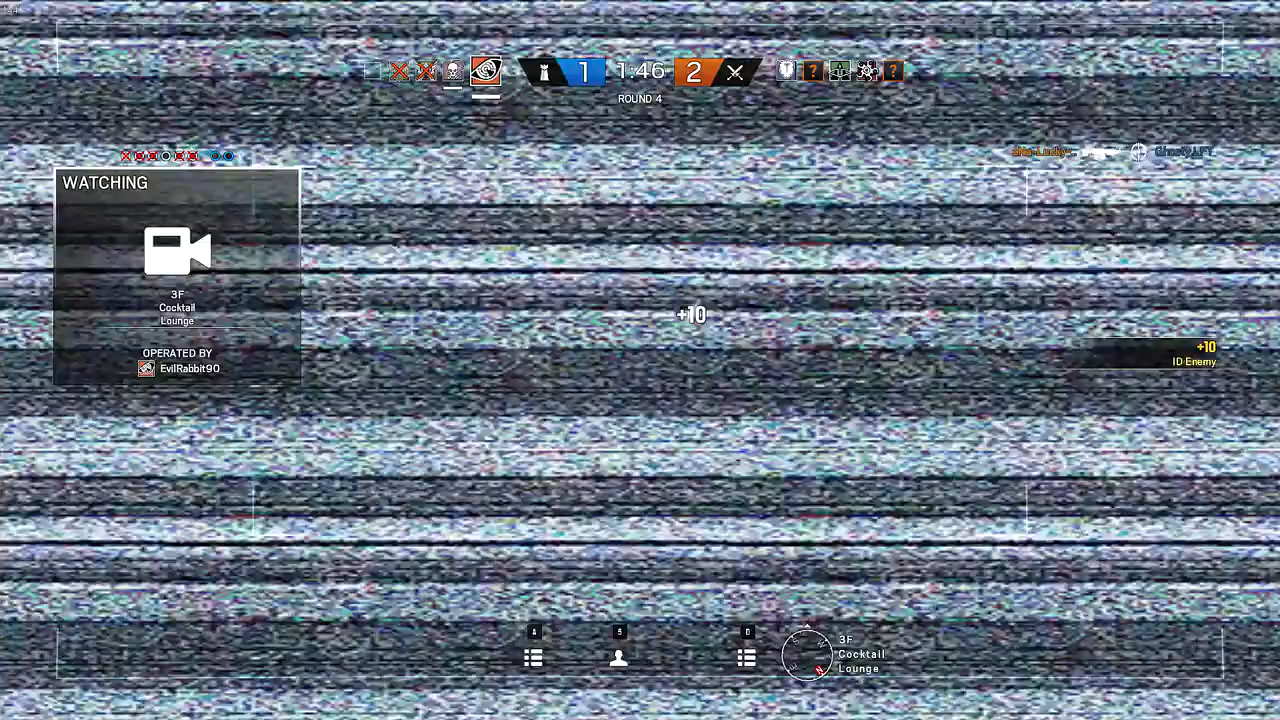 1
1:46
2
?
?
ROUND 4
WATCHING
3F
Cocktail
Lounge
OPERATED BY
EvilRabbit90
+10
+10
ID Enemy
A
S
D
3F
Cocktail
Lounge